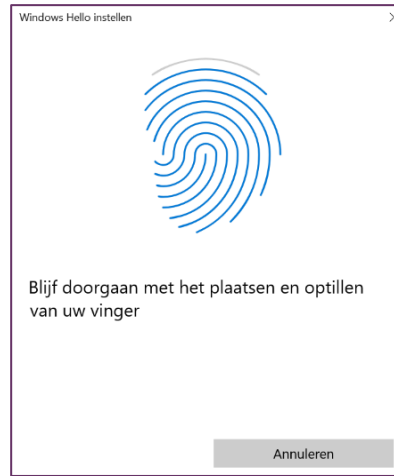 Windows Hello instellen
Blijf doorgaan met het plaatsen en optillen
van uw vinger
Annuleren